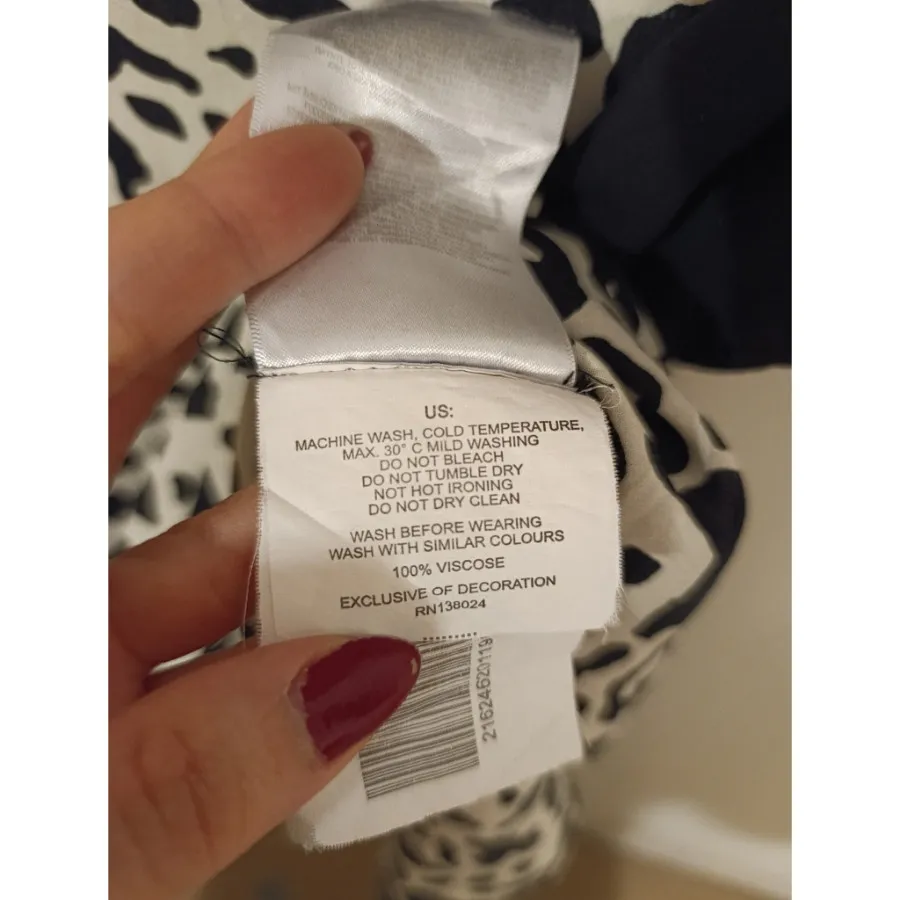 US:
MACHINE WASH, COLD TEMPERATURE,
MAX. 30° C MILD WASHING
DO NOT BLEACH
DO NOT TUMBLE DRY
NOT HOT IRONING
DO NOT DRY CLEAN
WASH BEFORE WEARING
WASH WITH SIMILAR COLOURS
100% VISCOSE
EXCLUSIVE OF DECORATION
RN138024
21624620119